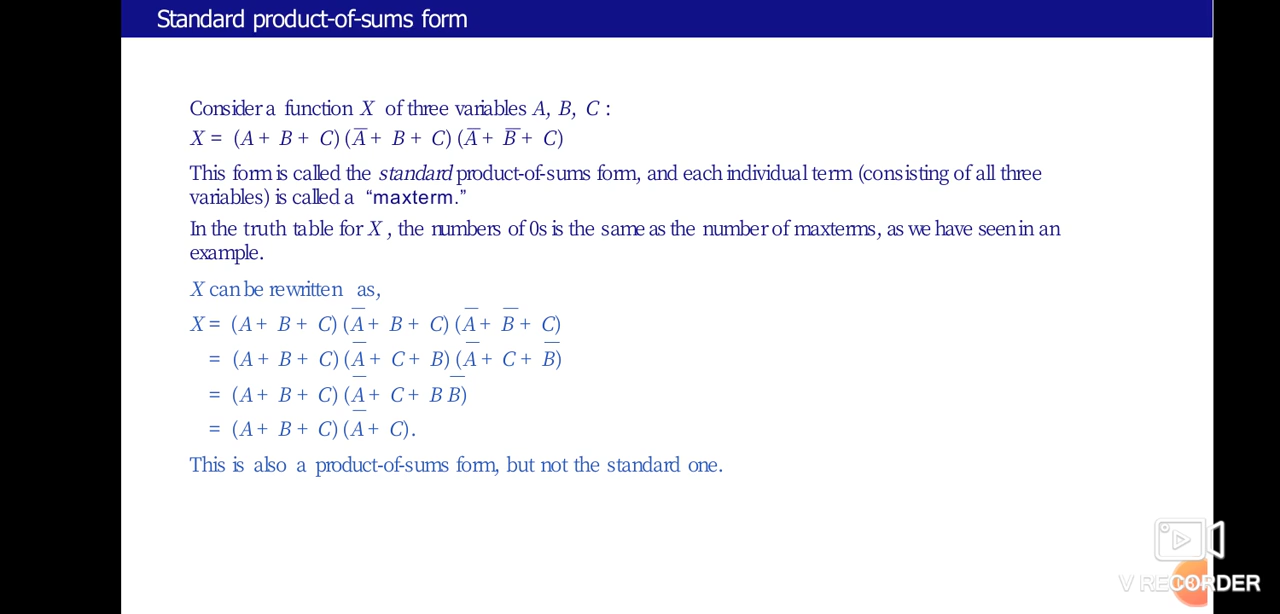 Standard product-of-sums form
Consider a function X of three variables A, B, C :
X = (A + B + C) (A̅ + B + C) (A̅ + B̅ + C)
This form is called the standard product-of-sums form, and each individual term (consisting of all three
variables) is called a “maxterm.”
In the truth table for X , the numbers of 0s is the same as the number of maxterms, as we have seen in an
example.
X can be rewritten as,
X = (A + B + C) (A̅ + B + C) (A̅ + B̅ + C)
= (A + B + C) (A̅ + C + B) (A̅ + C + B̅)
= (A + B + C) (A̅ + C + B B̅)
= (A + B + C) (A̅ + C).
This is also a product-of-sums form, but not the standard one.
V RECORDER